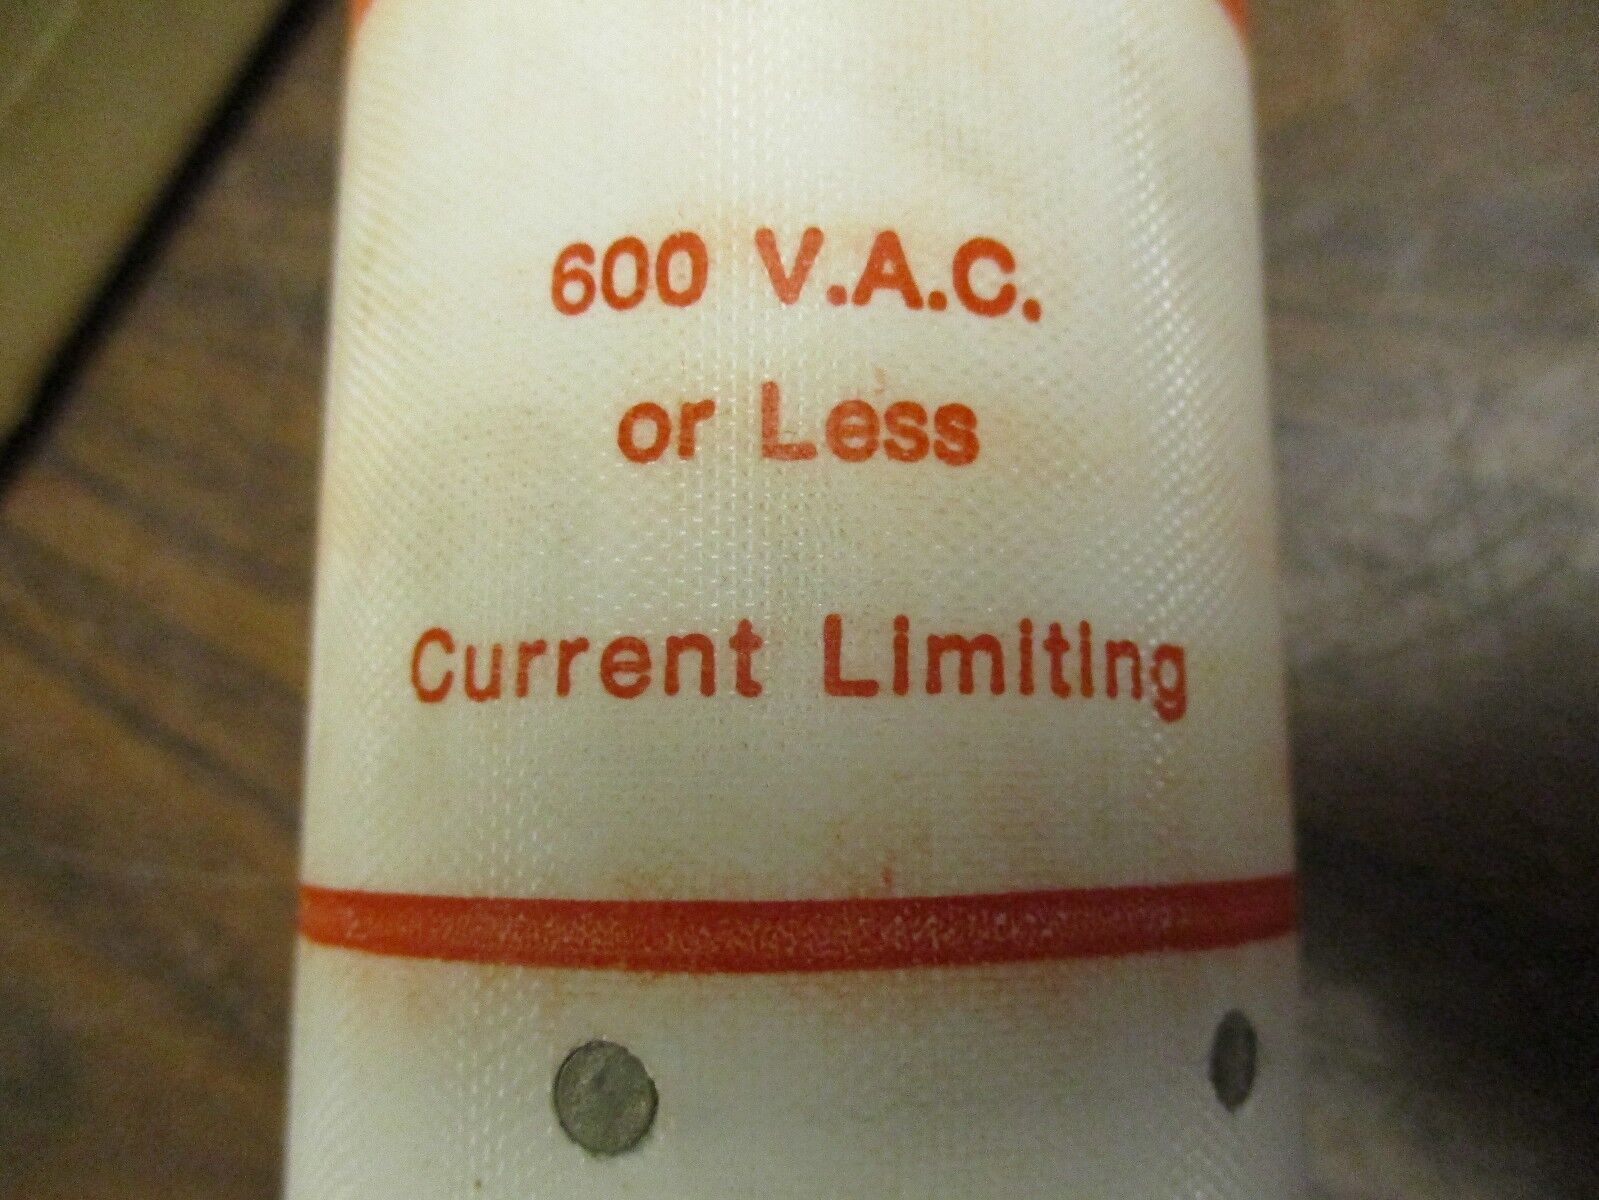 600 V.A.C.
or Less
Current Limiting